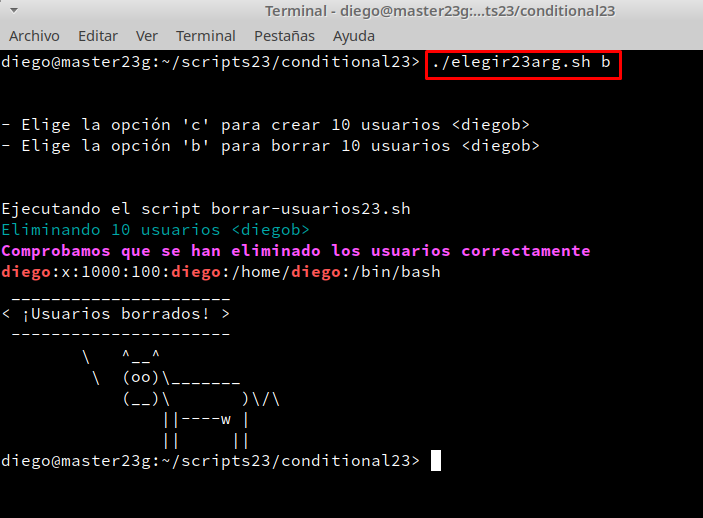 Terminal - diego@master23g:...ts23/conditional23
Archivo Editar Ver Terminal Pestañas Ayuda
diego@master23g:~/scripts23/conditional23> ./elegir23arg.sh b
- Elige la opción 'c' para crear 10 usuarios <diegob>
- Elige la opción 'b' para borrar 10 usuarios <diegob>
Ejecutando el script borrar-usuarios23.sh
Eliminando 10 usuarios <diegob>
Comprobamos que se han eliminado los usuarios correctamente
diego:x:1000:100:diego:/home/diego:/bin/bash
 ______________________
< ¡Usuarios borrados! >
 ----------------------
        \   ^__^
         \  (oo)\_______
            (__)\       )\/\
                ||----w |
                ||     ||
diego@master23g:~/scripts23/conditional23>